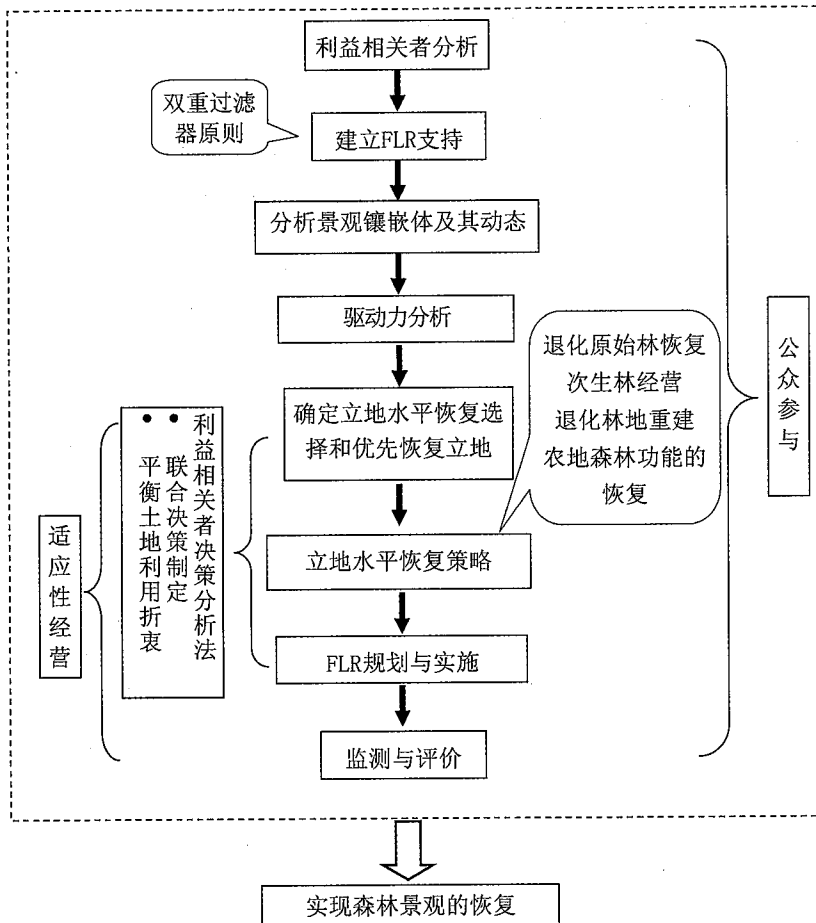 利益相关者分析
双重过滤
器原则
建立FLR支持
分析景观镶嵌体及其动态
驱动力分析
退化原始林恢复
次生林经营
退化林地重建
农地森林功能的
恢复
公众参与
确定立地水平恢复选
择和优先恢复立地
利益相关者决策分析法
• 联合决策制定
• 平衡土地利用折衷
适应性经营
立地水平恢复策略
FLR规划与实施
监测与评价
实现森林景观的恢复